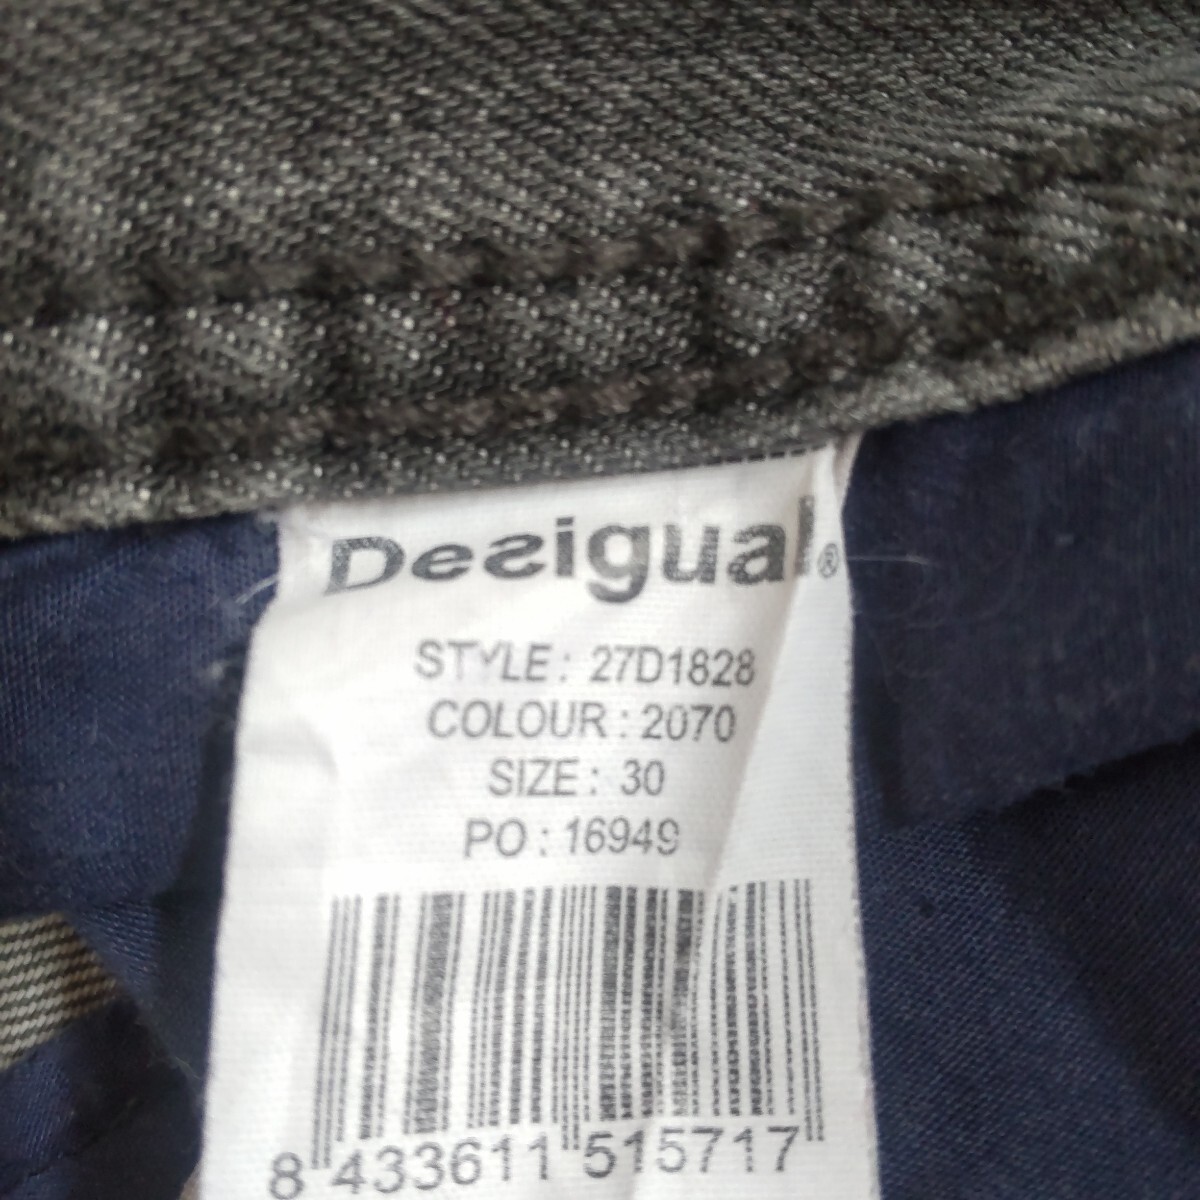 Desigual®
STYLE: 27D1828
COLOUR: 2070
SIZE: 30
PO: 16949
8 433611 515717